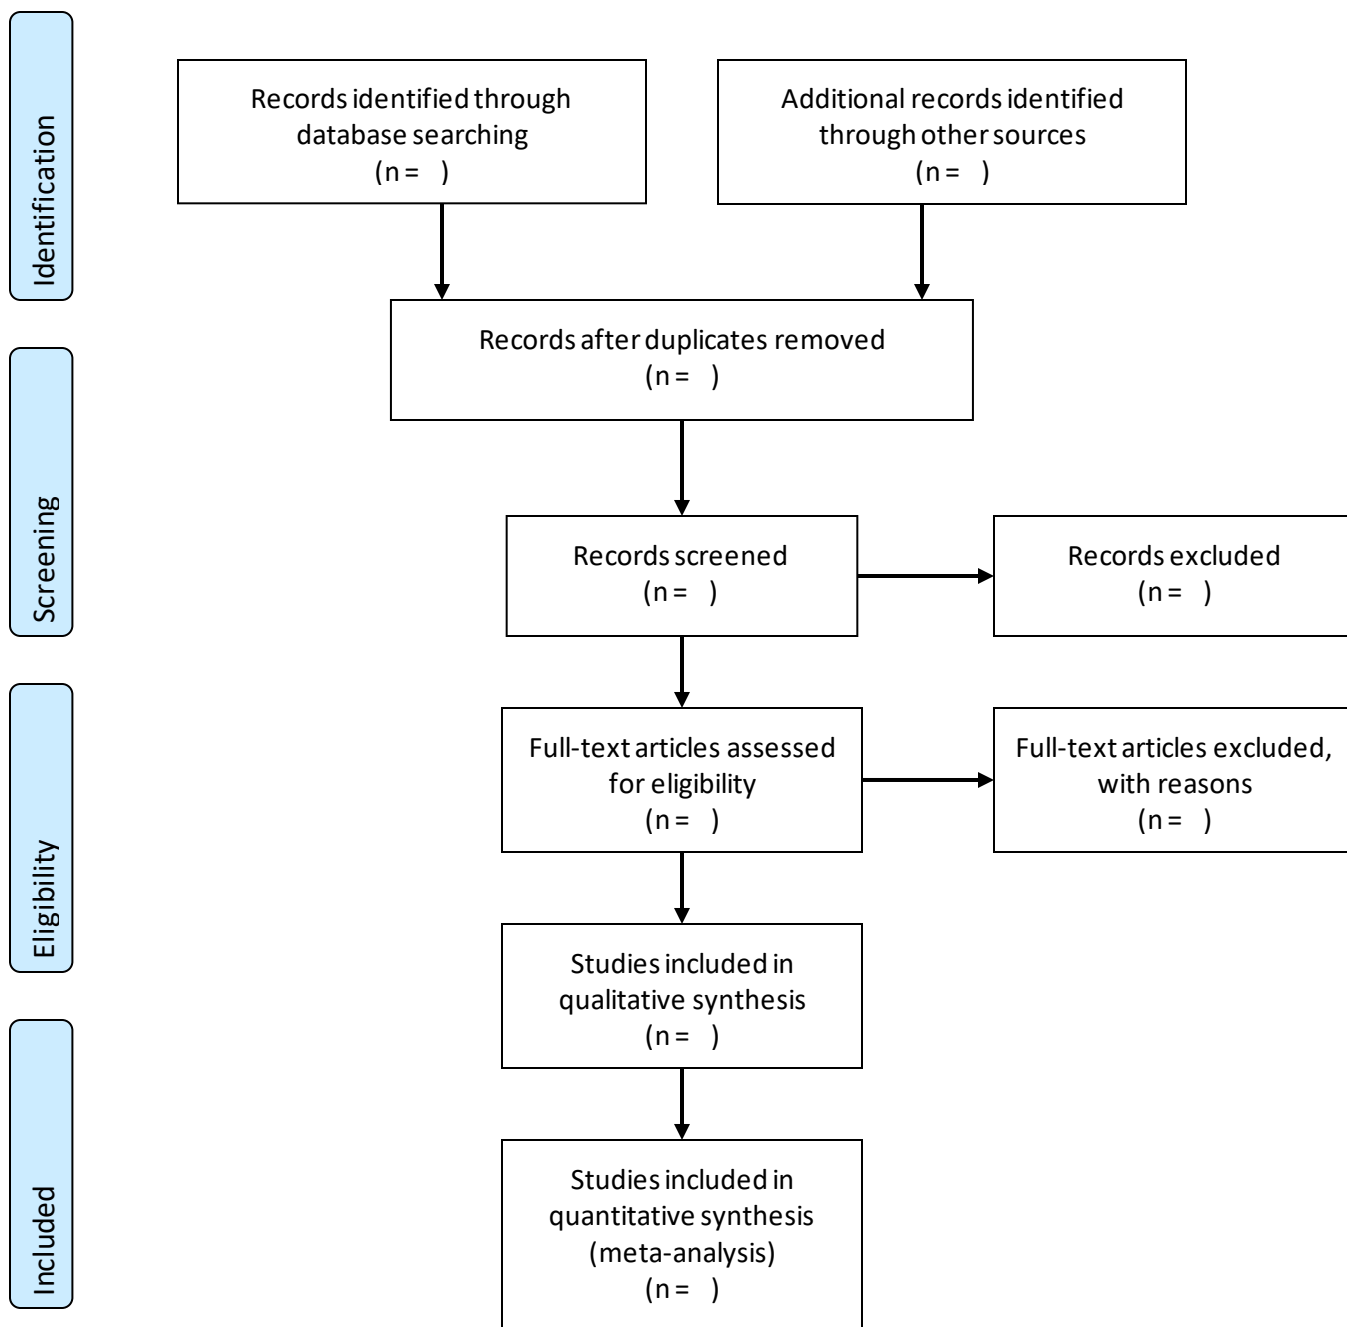 Identification
Records identified through
database searching
(n = )
Additional records identified
through other sources
(n = )
Records after duplicates removed
(n = )
Screening
Records screened
(n = )
Records excluded
(n = )
Eligibility
Full-text articles assessed
for eligibility
(n = )
Full-text articles excluded,
with reasons
(n = )
Studies included in
qualitative synthesis
(n = )
Included
Studies included in
quantitative synthesis
(meta-analysis)
(n = )